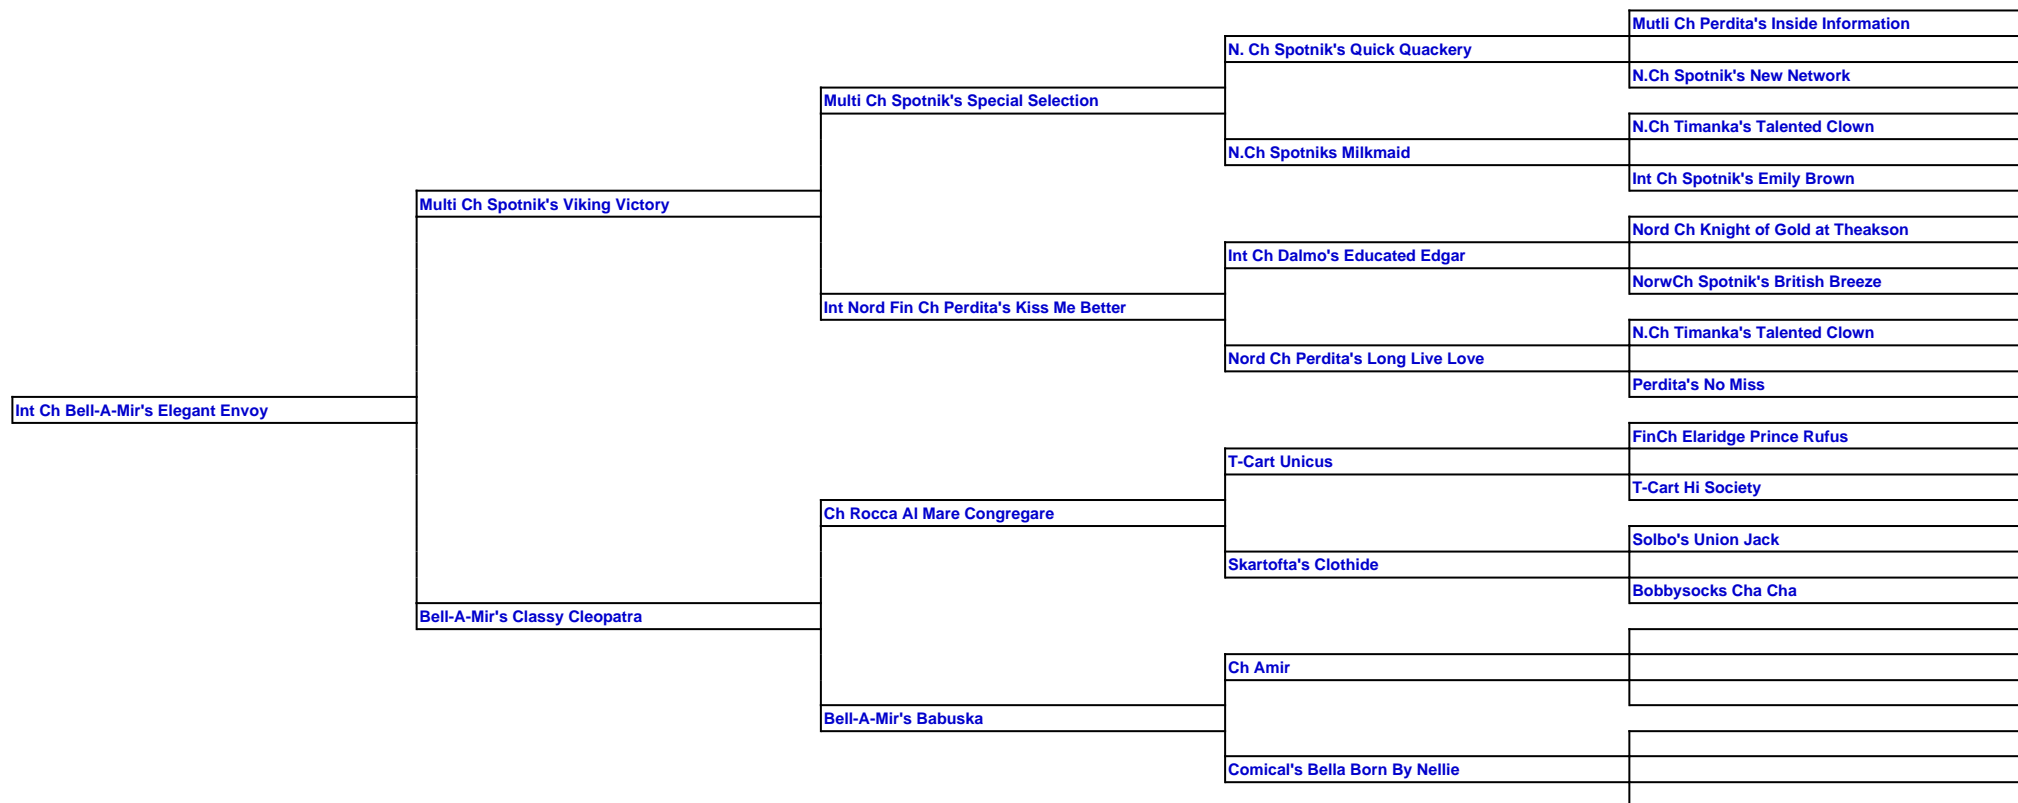 Mutli Ch Perdita's Inside Information
N. Ch Spotnik's Quick Quackery
N.Ch Spotnik's New Network
Multi Ch Spotnik's Special Selection
N.Ch Timanka's Talented Clown
N.Ch Spotniks Milkmaid
Int Ch Spotnik's Emily Brown
Multi Ch Spotnik's Viking Victory
Nord Ch Knight of Gold at Theakson
Int Ch Dalmo's Educated Edgar
NorwCh Spotnik's British Breeze
Int Nord Fin Ch Perdita's Kiss Me Better
N.Ch Timanka's Talented Clown
Nord Ch Perdita's Long Live Love
Perdita's No Miss
Int Ch Bell-A-Mir's Elegant Envoy
FinCh Elaridge Prince Rufus
T-Cart Unicus
T-Cart Hi Society
Ch Rocca Al Mare Congregare
Solbo's Union Jack
Skartofta's Clothide
Bobbysocks Cha Cha
Bell-A-Mir's Classy Cleopatra
Ch Amir
Bell-A-Mir's Babuska
Comical's Bella Born By Nellie